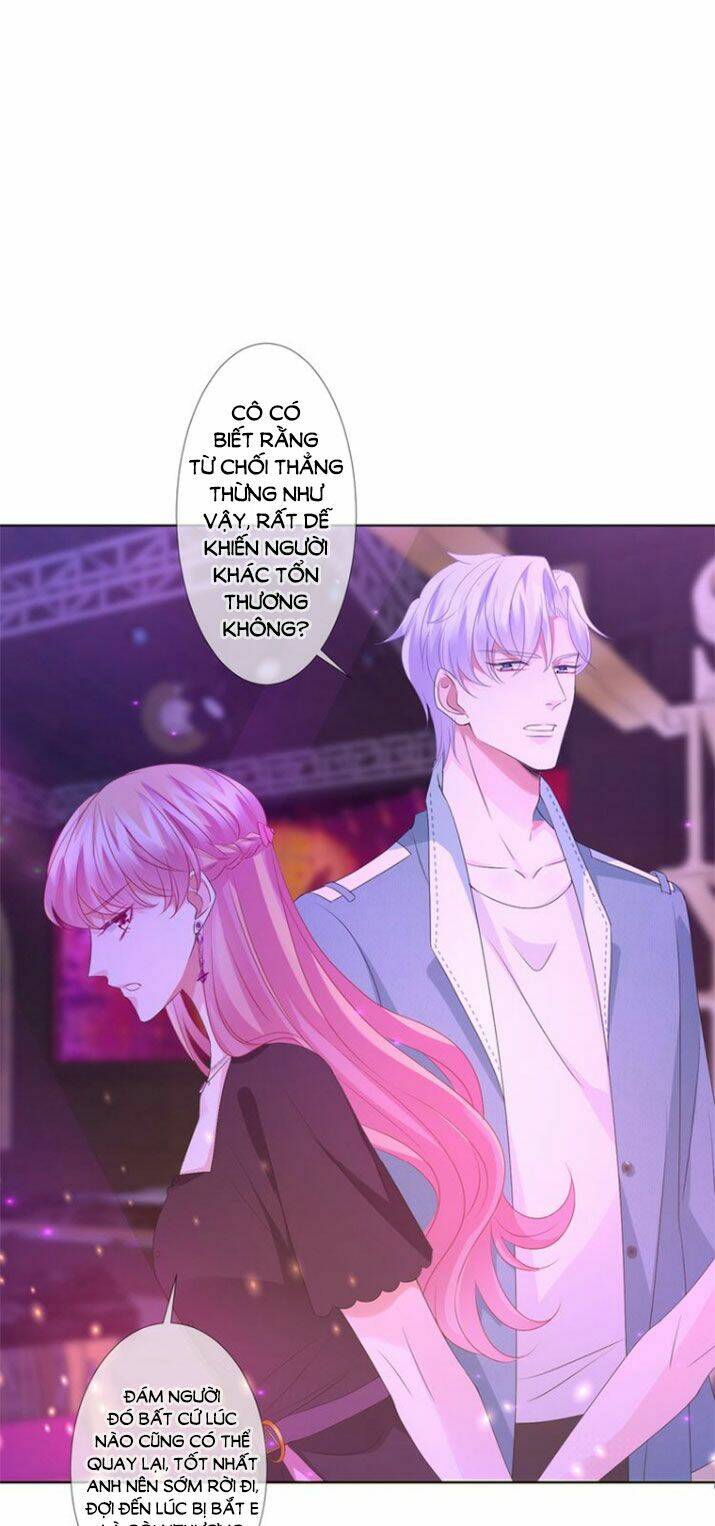 CÔ CÓ
BIẾT RẰNG
TỪ CHỐI THẲNG
THỪNG NHƯ
VẬY, RẤT DỄ
KHIẾN NGƯỜI
KHÁC TỔN
THƯƠNG
KHÔNG?
ĐÁM NGƯỜI
ĐÓ BẤT CỨ LÚC
NÀO CŨNG CÓ THỂ
QUAY LẠI, TỐT NHẤT
ANH NÊN SỚM RỜI ĐI,
ĐỢI ĐẾN LÚC BỊ BẮT E